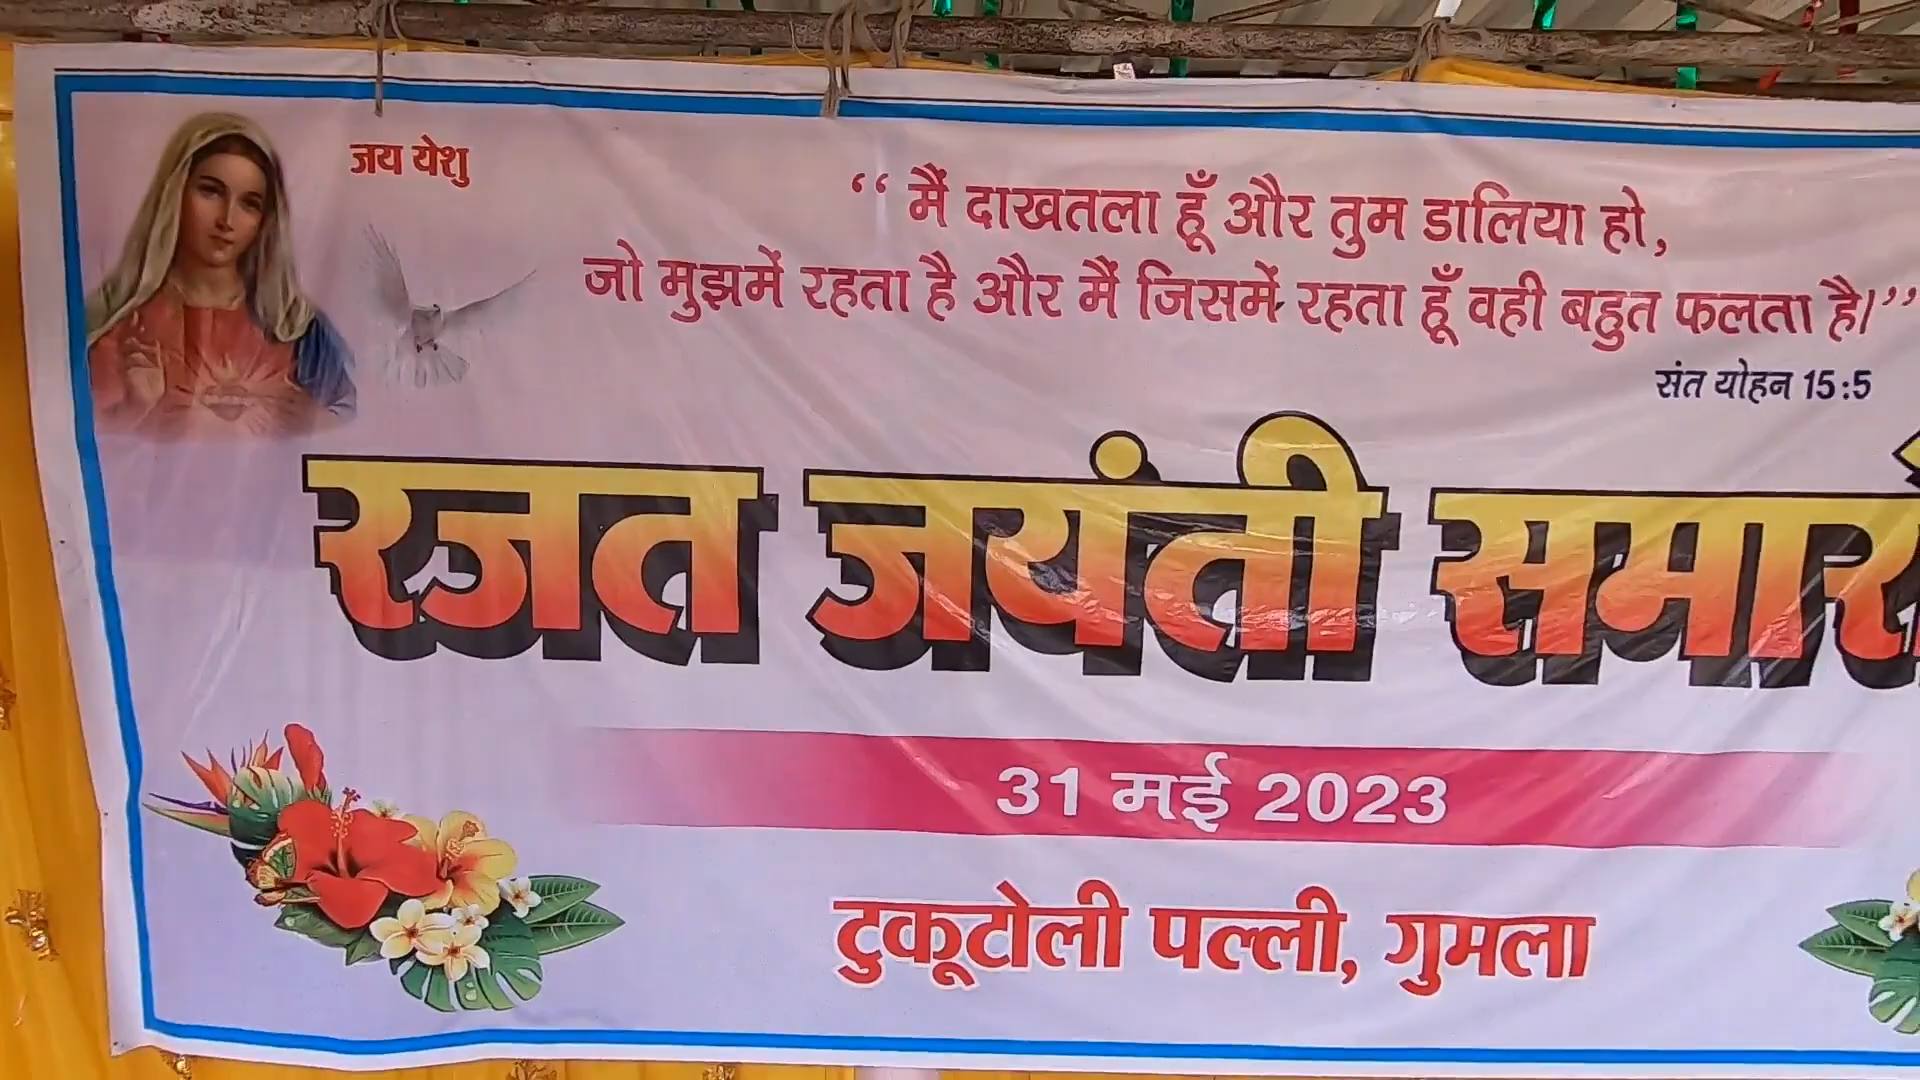 जय येशु
“ मैं दाखतला हूँ और तुम डालिया हो,
जो मुझमें रहता है और मैं जिसमें रहता हूँ वही बहुत फलता है।”
संत योहन 15:5
रजत जयंती
31 मई 2023
टुकूटोली पल्ली, गुमला